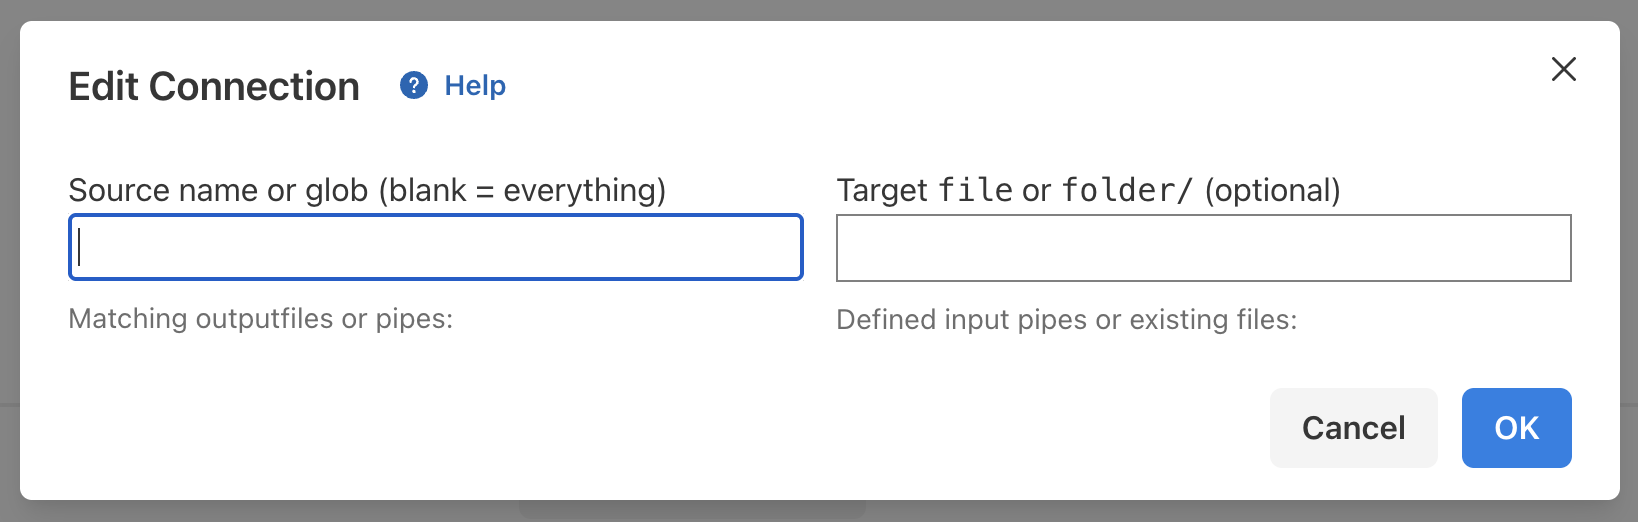 Edit Connection
? Help
Source name or glob (blank = everything)
Target file or folder/ (optional)
Matching outputfiles or pipes:
Defined input pipes or existing files:
Cancel
OK